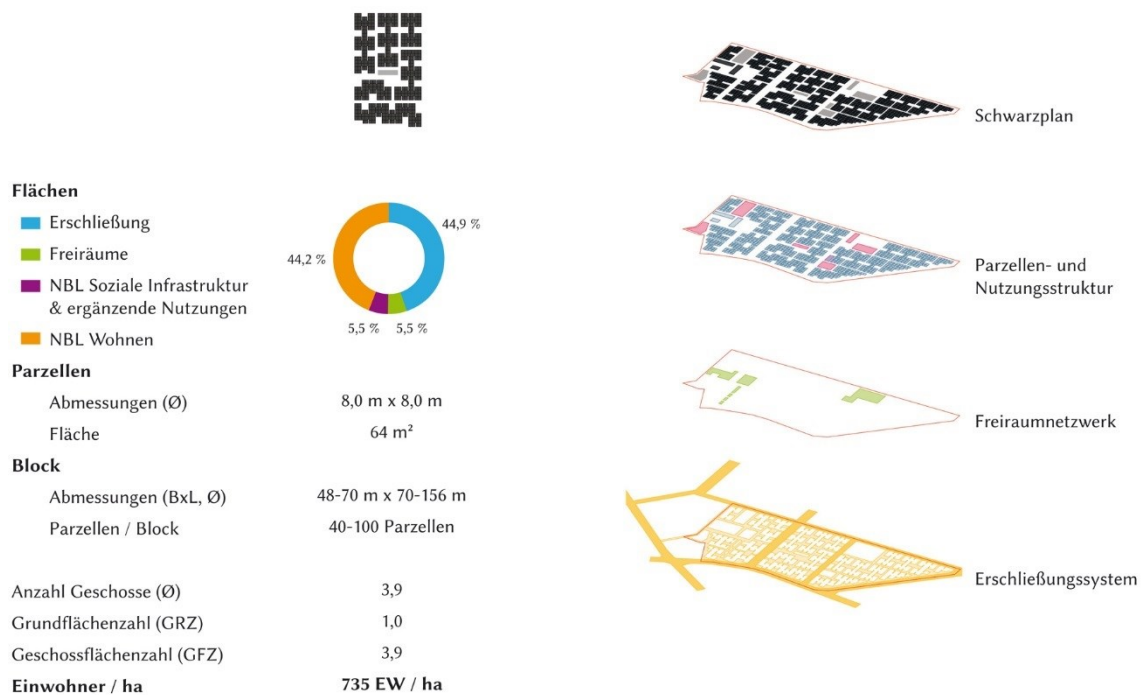 Schwarzplan
Flächen
Erschließung
Freiräume
NBL Soziale Infrastruktur
& ergänzende Nutzungen
NBL Wohnen
44,9 %
44,2 %
5,5 %
5,5 %
Parzellen- und
Nutzungsstruktur
Parzellen
Abmessungen (Ø) 8,0 m x 8,0 m
Fläche 64 m²
Freiraumnetzwerk
Block
Abmessungen (BxL, Ø) 48-70 m x 70-156 m
Parzellen / Block 40-100 Parzellen
Erschließungssystem
Anzahl Geschosse (Ø) 3,9
Grundflächenzahl (GRZ) 1,0
Geschossflächenzahl (GFZ) 3,9
Einwohner / ha 735 EW / ha